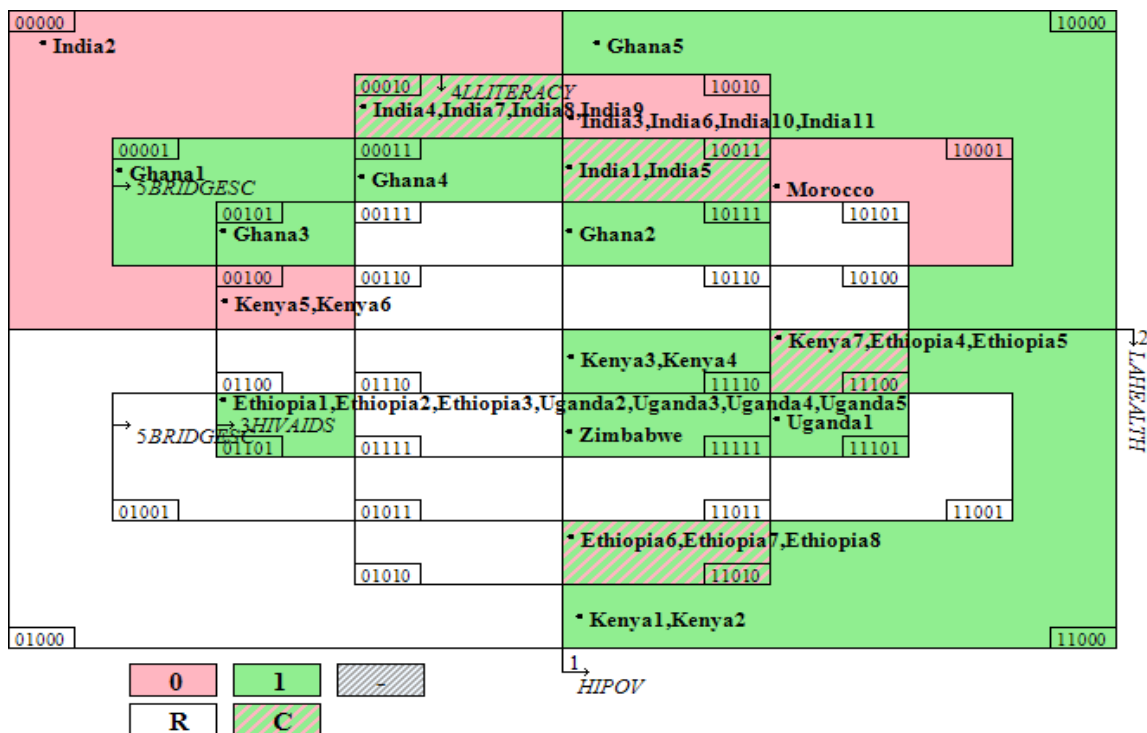 00000 10000
India2 Ghana5
00010 4LLITERACY 10010
India4,India7,India8,India9 India3,India6,India10,India11
00001 00011 10011 10001
Ghana1 Ghana4 India1,India5 Morocco
5BRIDGESC
00101 00111 10111 10101
Ghana3 Ghana2
00100 00110 10110 10100
Kenya5,Kenya6
2
LAHEALTH
Kenya3,Kenya4 Kenya7,Ethiopia4,Ethiopia5
01100 01110 11110 11100
Ethiopia1,Ethiopia2,Ethiopia3,Uganda2,Uganda3,Uganda4,Uganda5
5BRIDGESC 3HIVAIDS Zimbabwe Uganda1
01101 01111 11111 11101
01001 01011 11011 11001
Ethiopia6,Ethiopia7,Ethiopia8
01010 11010
Kenya1,Kenya2
01000 11000
1
HIPOV
0 1 -
R C